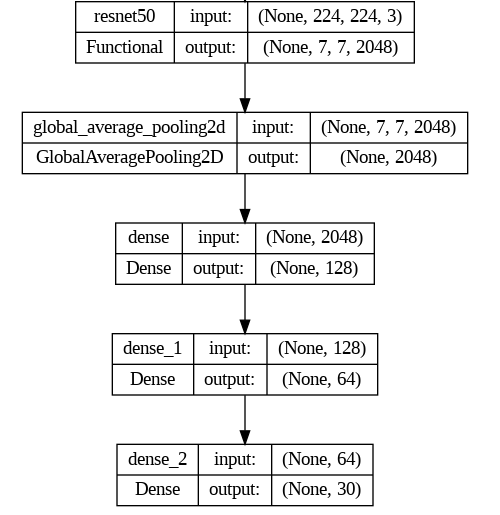 resnet50 input: (None, 224, 224, 3)
Functional output: (None, 7, 7, 2048)
global_average_pooling2d input: (None, 7, 7, 2048)
GlobalAveragePooling2D output: (None, 2048)
dense input: (None, 2048)
Dense output: (None, 128)
dense_1 input: (None, 128)
Dense output: (None, 64)
dense_2 input: (None, 64)
Dense output: (None, 30)